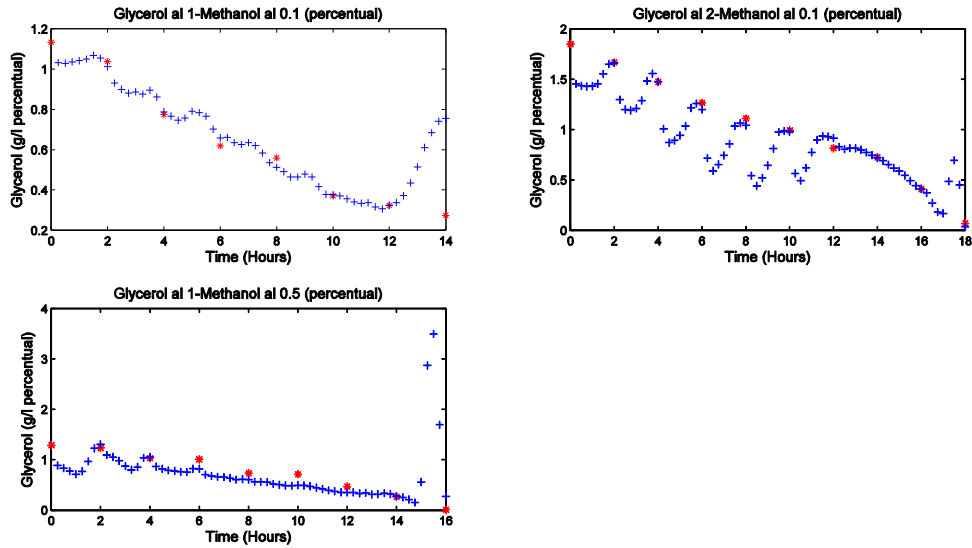 Glycerol al 1-Methanol al 0.1 (percentual)
1.2
1
0.8
0.6
0.4
0.2
Glycerol (g/l percentual)
0 2 4 6 8 10 12 14
Time (Hours)
Glycerol al 2-Methanol al 0.1 (percentual)
2
1.5
1
0.5
0
Glycerol (g/l percentual)
0 2 4 6 8 10 12 14 16 18
Time (Hours)
Glycerol al 1-Methanol al 0.5 (percentual)
4
3
2
1
0
Glycerol (g/l percentual)
0 2 4 6 8 10 12 14 16
Time (Hours)